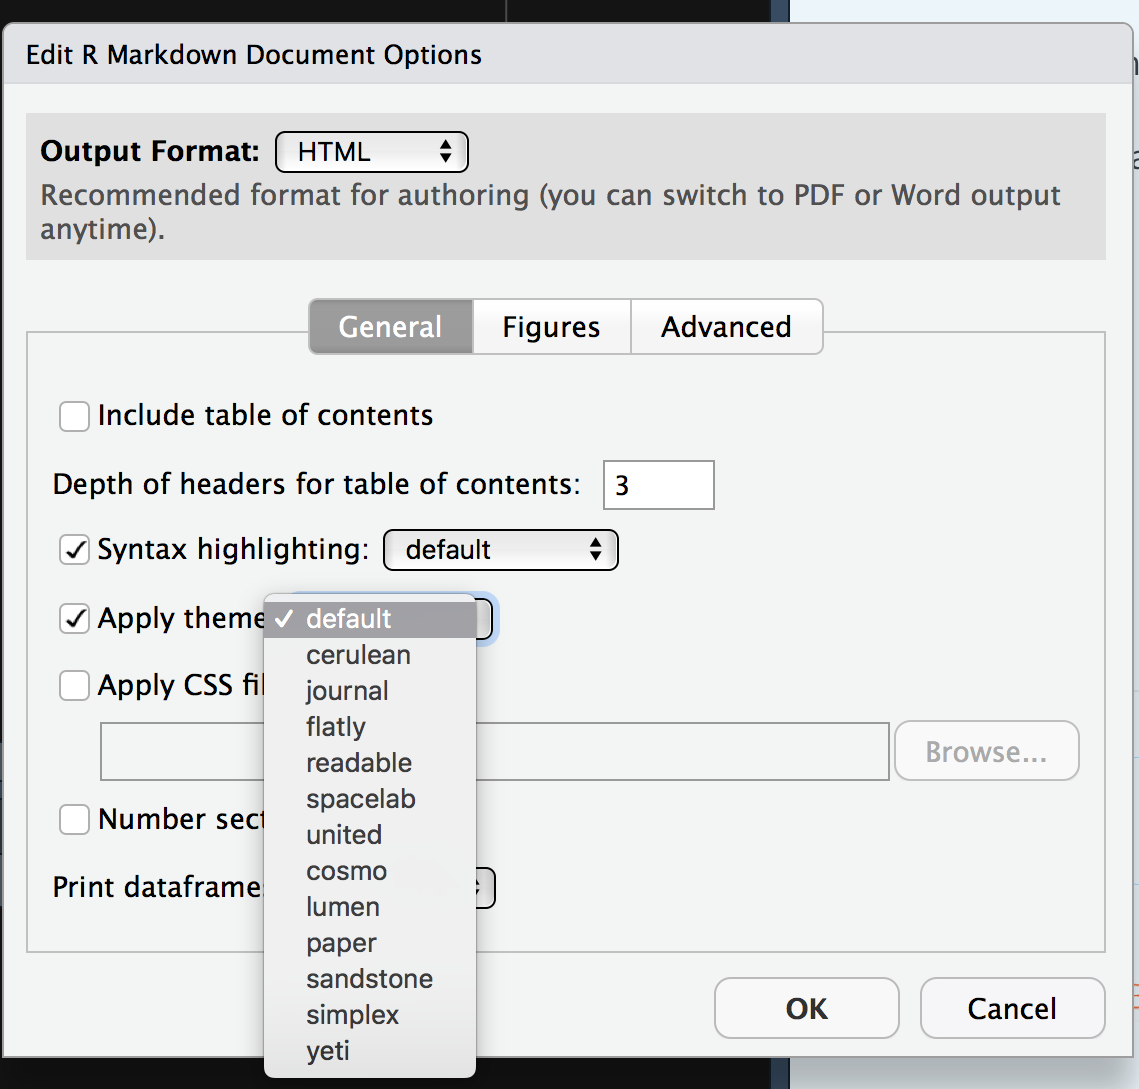 Edit R Markdown Document Options
Output Format: HTML
Recommended format for authoring (you can switch to PDF or Word output
anytime).
General Figures Advanced
Include table of contents
Depth of headers for table of contents: 3
Syntax highlighting: default
Apply theme default
cerulean
Apply CSS
journal
flatly
readable
Browse...
spacelab
Number
united
cosmo
Print
lumen
paper
sandstone
simplex
yeti
OK Cancel